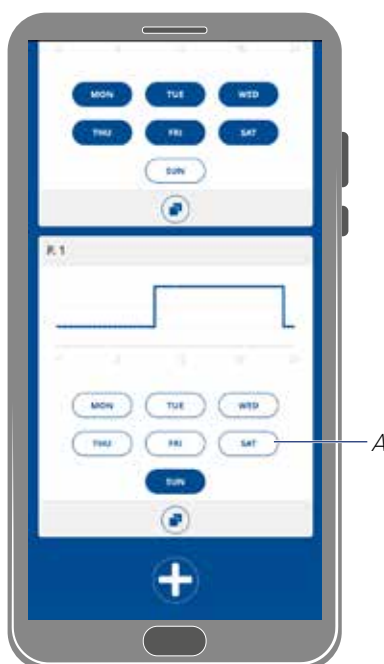 MON TUE WED
THU FRI SAT
SUN
P. 1
MON TUE WED
THU FRI SAT
A
SUN